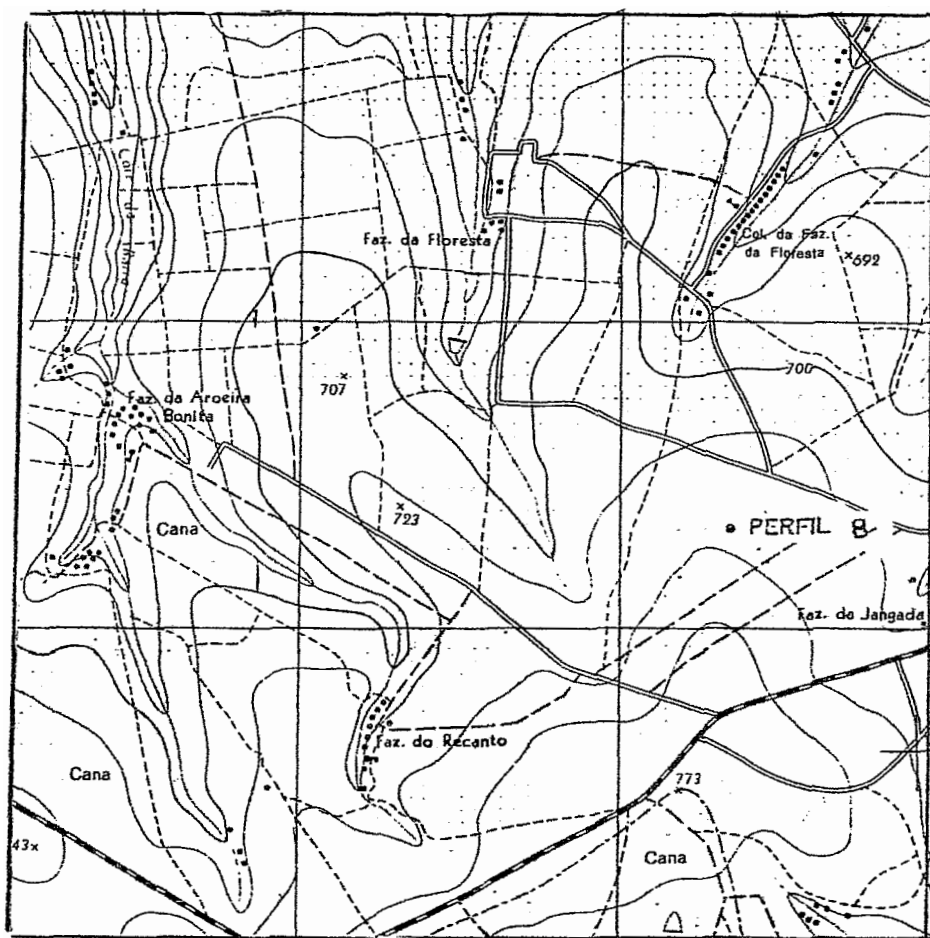 Faz. da Floresta
Col. da Faz.
da Floresta
692
707
700
Faz. da Aroeira
Bonita
Cana
723
PERFIL 8
Faz. da Jangada
Faz. do Recanto
Cana
773
43
Cana